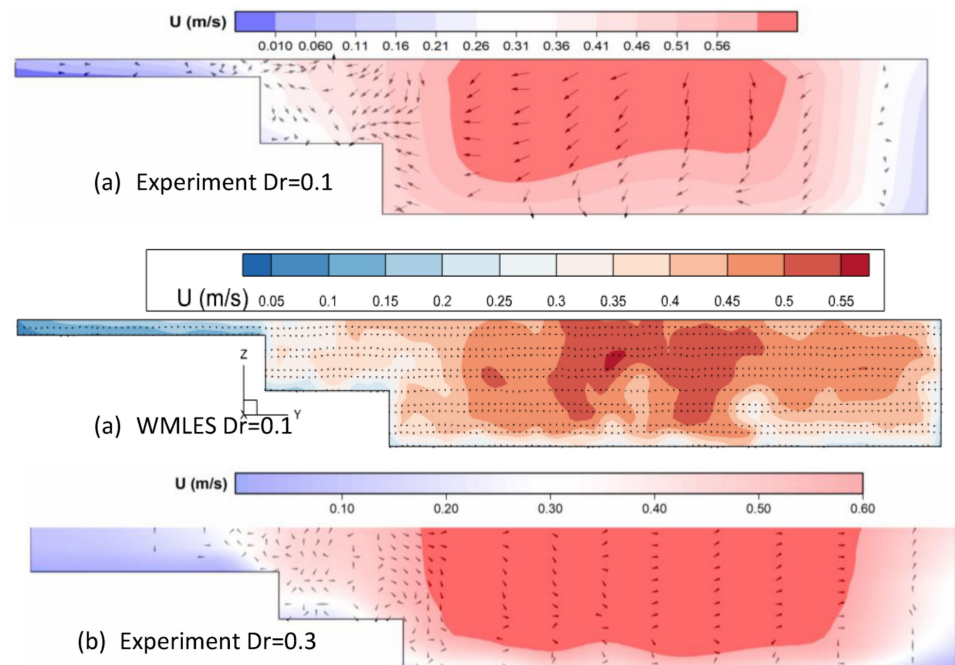 U (m/s)
0.010 0.060 0.11 0.16 0.21 0.26 0.31 0.36 0.41 0.46 0.51 0.56
(a) Experiment Dr=0.1
U (m/s) 0.05 0.1 0.15 0.2 0.25 0.3 0.35 0.4 0.45 0.5 0.55
Z
X Y
(a) WMLES Dr=0.1
U (m/s)
0.10 0.20 0.30 0.40 0.50 0.60
(b) Experiment Dr=0.3